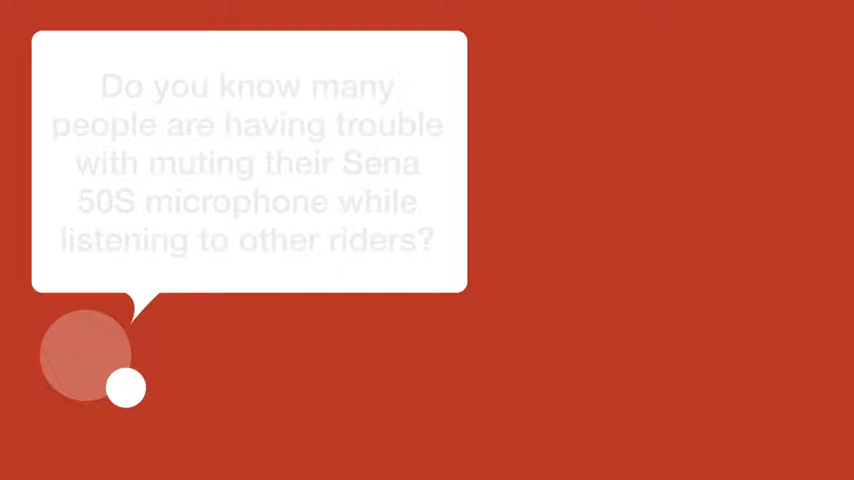 Do you know many
people are having trouble
with muting their Sena
50S microphone while
listening to other riders?